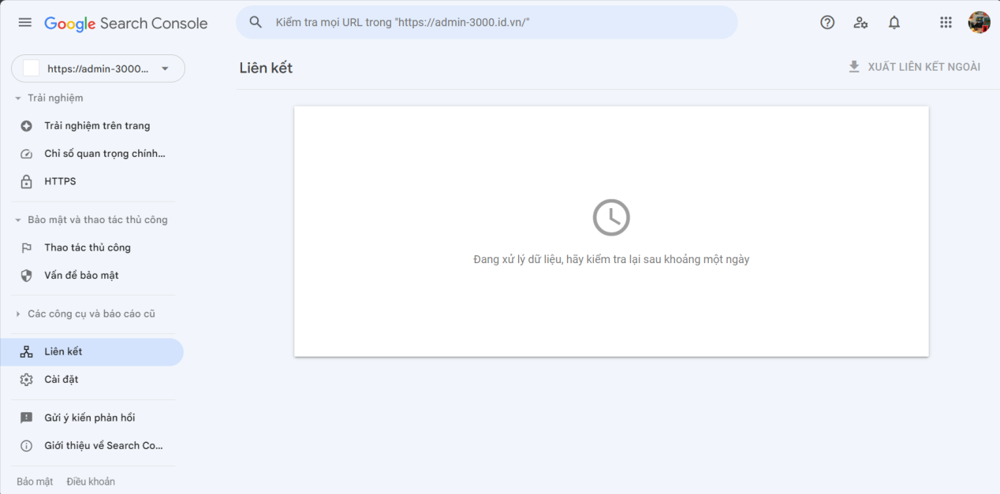 Google Search Console
Kiểm tra mọi URL trong "https://admin-3000.id.vn/"
https://admin-3000...
Liên kết
XUẤT LIÊN KẾT NGOÀI
Trải nghiệm
Trải nghiệm trên trang
Chỉ số quan trọng chính...
HTTPS
Bảo mật và thao tác thủ công
Thao tác thủ công
Vấn đề bảo mật
Các công cụ và báo cáo cũ
Liên kết
Cài đặt
Gửi ý kiến phản hồi
Giới thiệu về Search Co...
Bảo mật Điều khoản
Đang xử lý dữ liệu, hãy kiểm tra lại sau khoảng một ngày